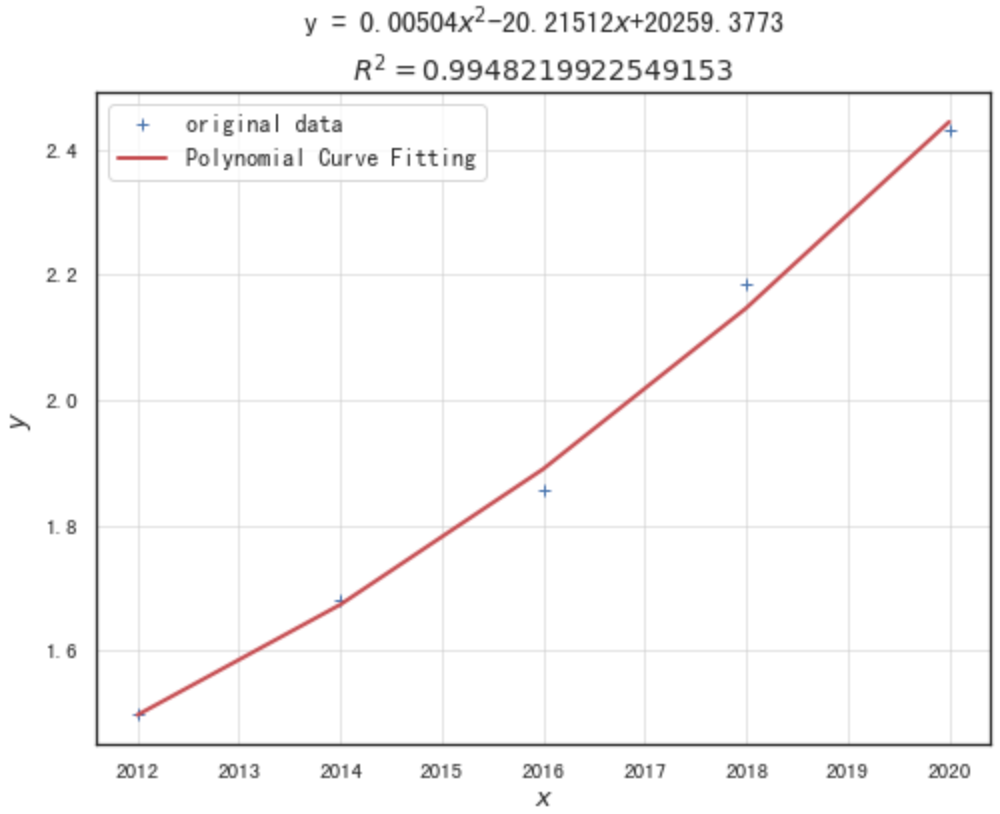 y = 0.00504x²−20.21512x+20259.3773
R² = 0.9948219922549153
original data
Polynomial Curve Fitting
2.4
2.2
2.0
1.8
1.6
y
2012 2013 2014 2015 2016 2017 2018 2019 2020
x